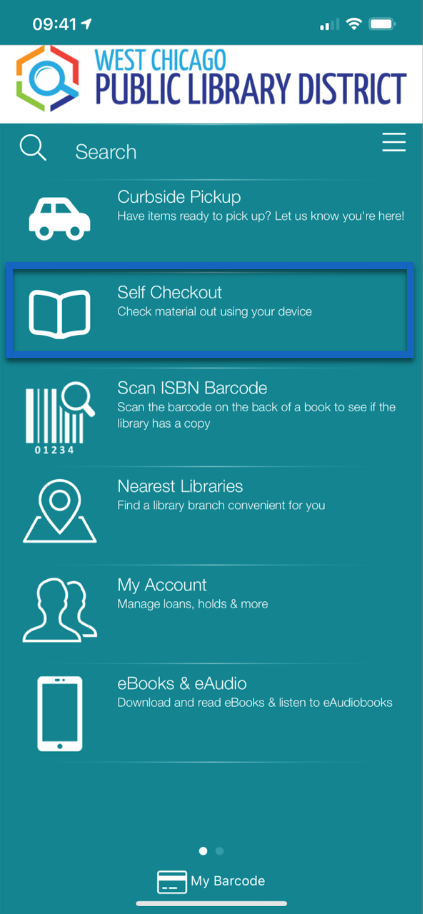 09:41
WEST CHICAGO
PUBLIC LIBRARY DISTRICT
Search
Curbside Pickup
Have items ready to pick up? Let us know you're here!
Self Checkout
Check material out using your device
Scan ISBN Barcode
Scan the barcode on the back of a book to see if the
library has a copy
01234
Nearest Libraries
Find a library branch convenient for you
My Account
Manage loans, holds & more
eBooks & eAudio
Download and read eBooks & listen to eAudiobooks
My Barcode